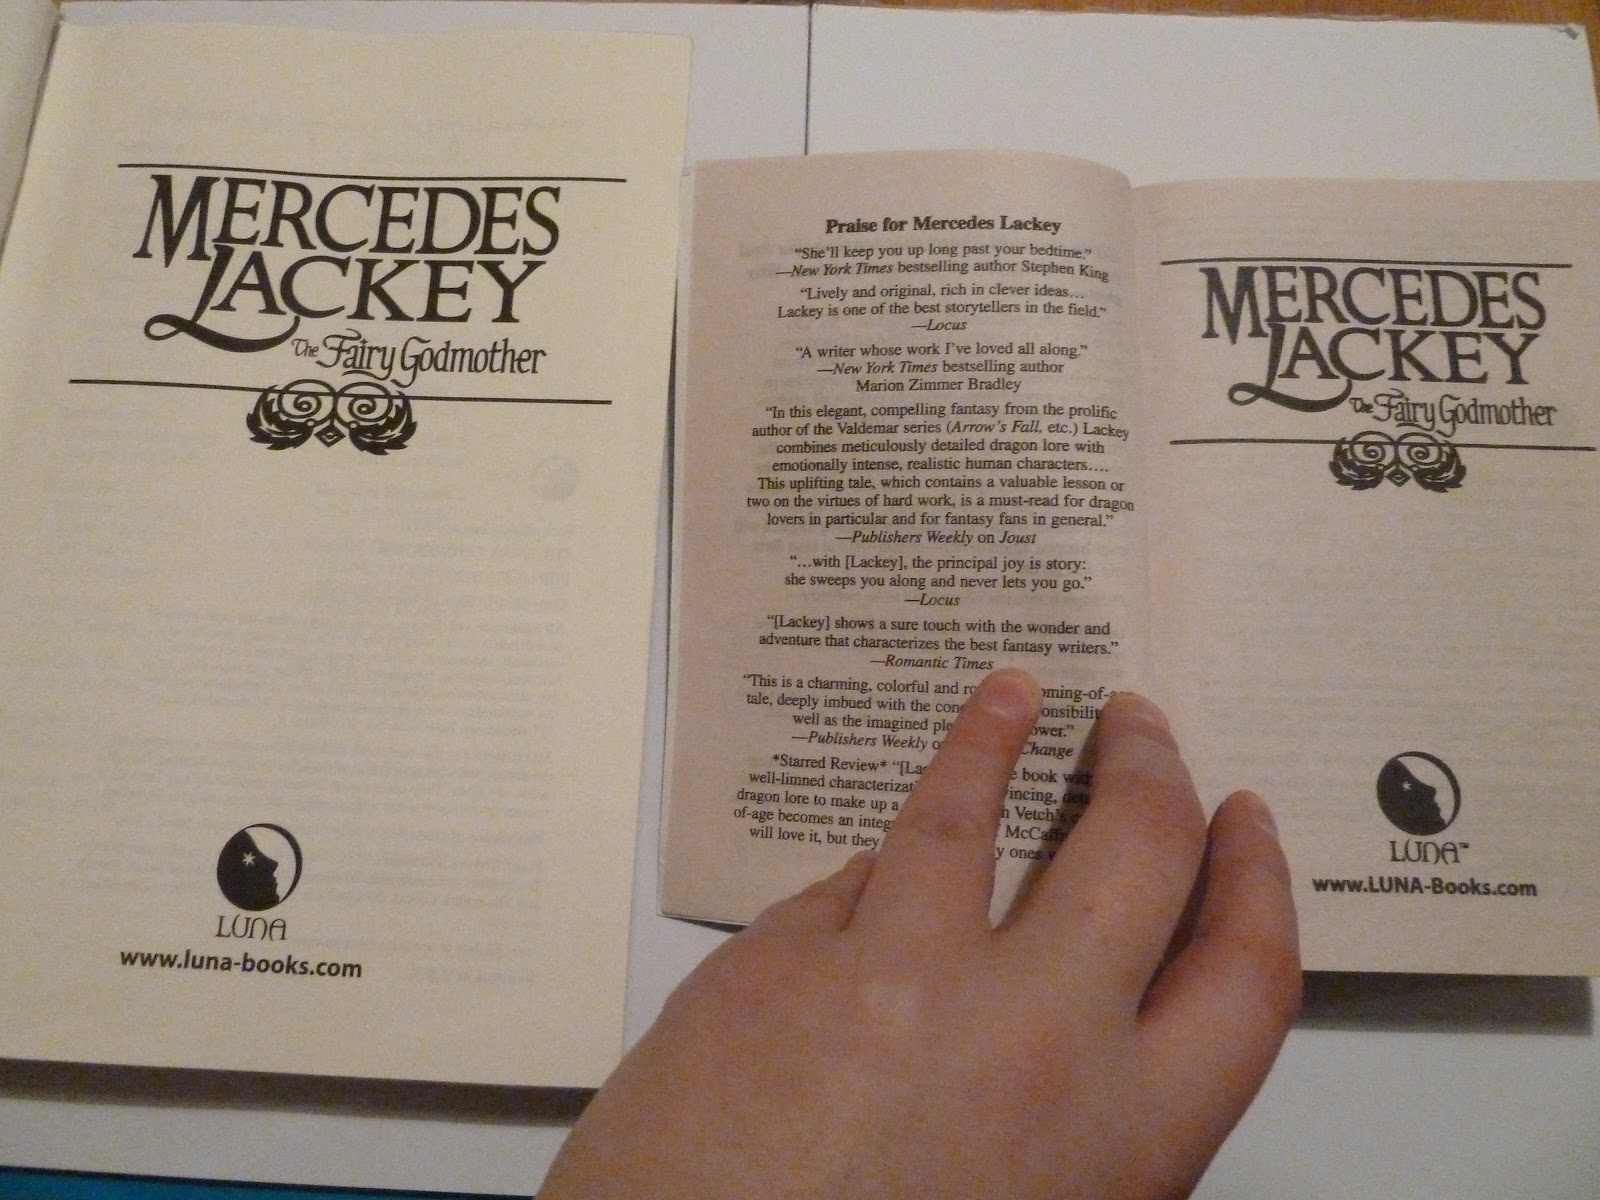 MERCEDES
LACKEY
The Fairy Godmother
LUNA
www.luna-books.com
Praise for Mercedes Lackey
“She’ll keep you up long past your bedtime.”
—New York Times bestselling author Stephen King
“Lively and original, rich in clever ideas…
Lackey is one of the best storytellers in the field.”
—Locus
“A writer whose work I’ve loved all along.”
—New York Times bestselling author
Marion Zimmer Bradley
“In this elegant, compelling fantasy from the prolific
author of the Valdemar series (Arrow’s Fall, etc.) Lackey
combines meticulously detailed dragon lore with
emotionally intense, realistic human characters….
This uplifting tale, which contains a valuable lesson or
two on the virtues of hard work, is a must-read for dragon
lovers in particular and for fantasy fans in general.”
—Publishers Weekly on Joust
“…with [Lackey], the principal joy is story:
she sweeps you along and never lets you go.”
—Locus
“[Lackey] shows a sure touch with the wonder and
adventure that characterizes the best fantasy writers.”
—Romantic Times
“This is a charming, colorful and
tale, deeply imbued with the
well as the imagined
—Publishers Weekly Change
*Starred Review* book
well-limned
dragon lore to make up a Vetch’s
of-age becomes an
will love it, but they ones
MERCEDES
LACKEY
The Fairy Godmother
LUNA™
www.LUNA-Books.com